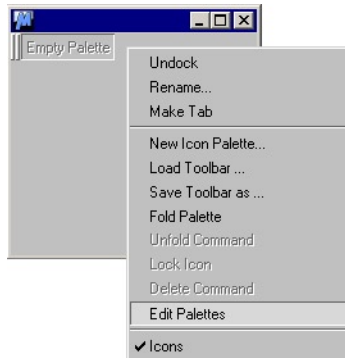 Empty Palette
Undock
Rename...
Make Tab
New Icon Palette...
Load Toolbar ...
Save Toolbar as ...
Fold Palette
Unfold Command
Lock Icon
Delete Command
Edit Palettes
Icons